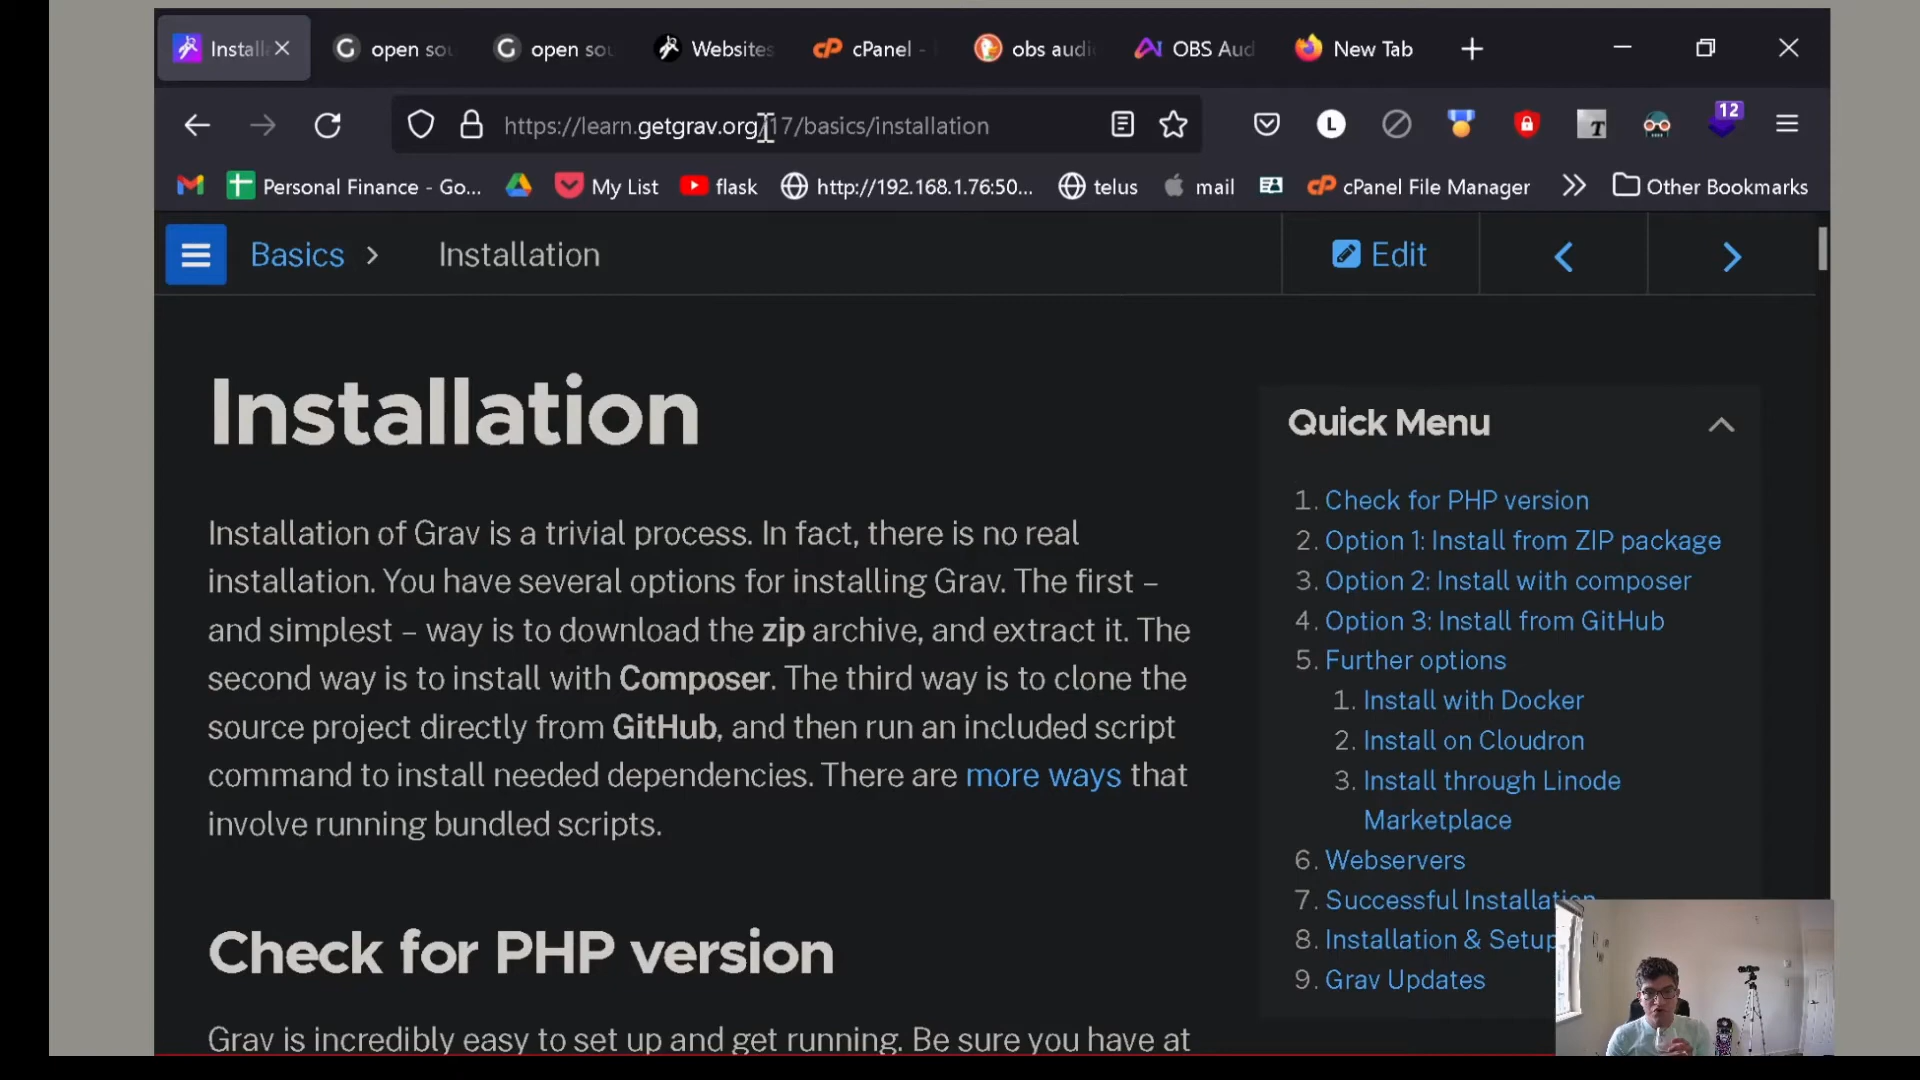 Install
open sou
open sou
Websites
cPanel -
obs audi
OBS Aud
New Tab
https://learn.getgrav.org/17/basics/installation
L
T
12
Personal Finance - Go...
My List
flask
http://192.168.1.76:50...
telus
mail
cPanel File Manager
Other Bookmarks
Basics
Installation
Edit
Installation
Installation of Grav is a trivial process. In fact, there is no real
installation. You have several options for installing Grav. The first –
and simplest – way is to download the zip archive, and extract it. The
second way is to install with Composer. The third way is to clone the
source project directly from GitHub, and then run an included script
command to install needed dependencies. There are more ways that
involve running bundled scripts.
Check for PHP version
Grav is incredibly easy to set up and get running. Be sure you have at
Quick Menu
1. Check for PHP version
2. Option 1: Install from ZIP package
3. Option 2: Install with composer
4. Option 3: Install from GitHub
5. Further options
1. Install with Docker
2. Install on Cloudron
3. Install through Linode
Marketplace
6. Webservers
7. Successful Installation
8. Installation & Setup
9. Grav Updates